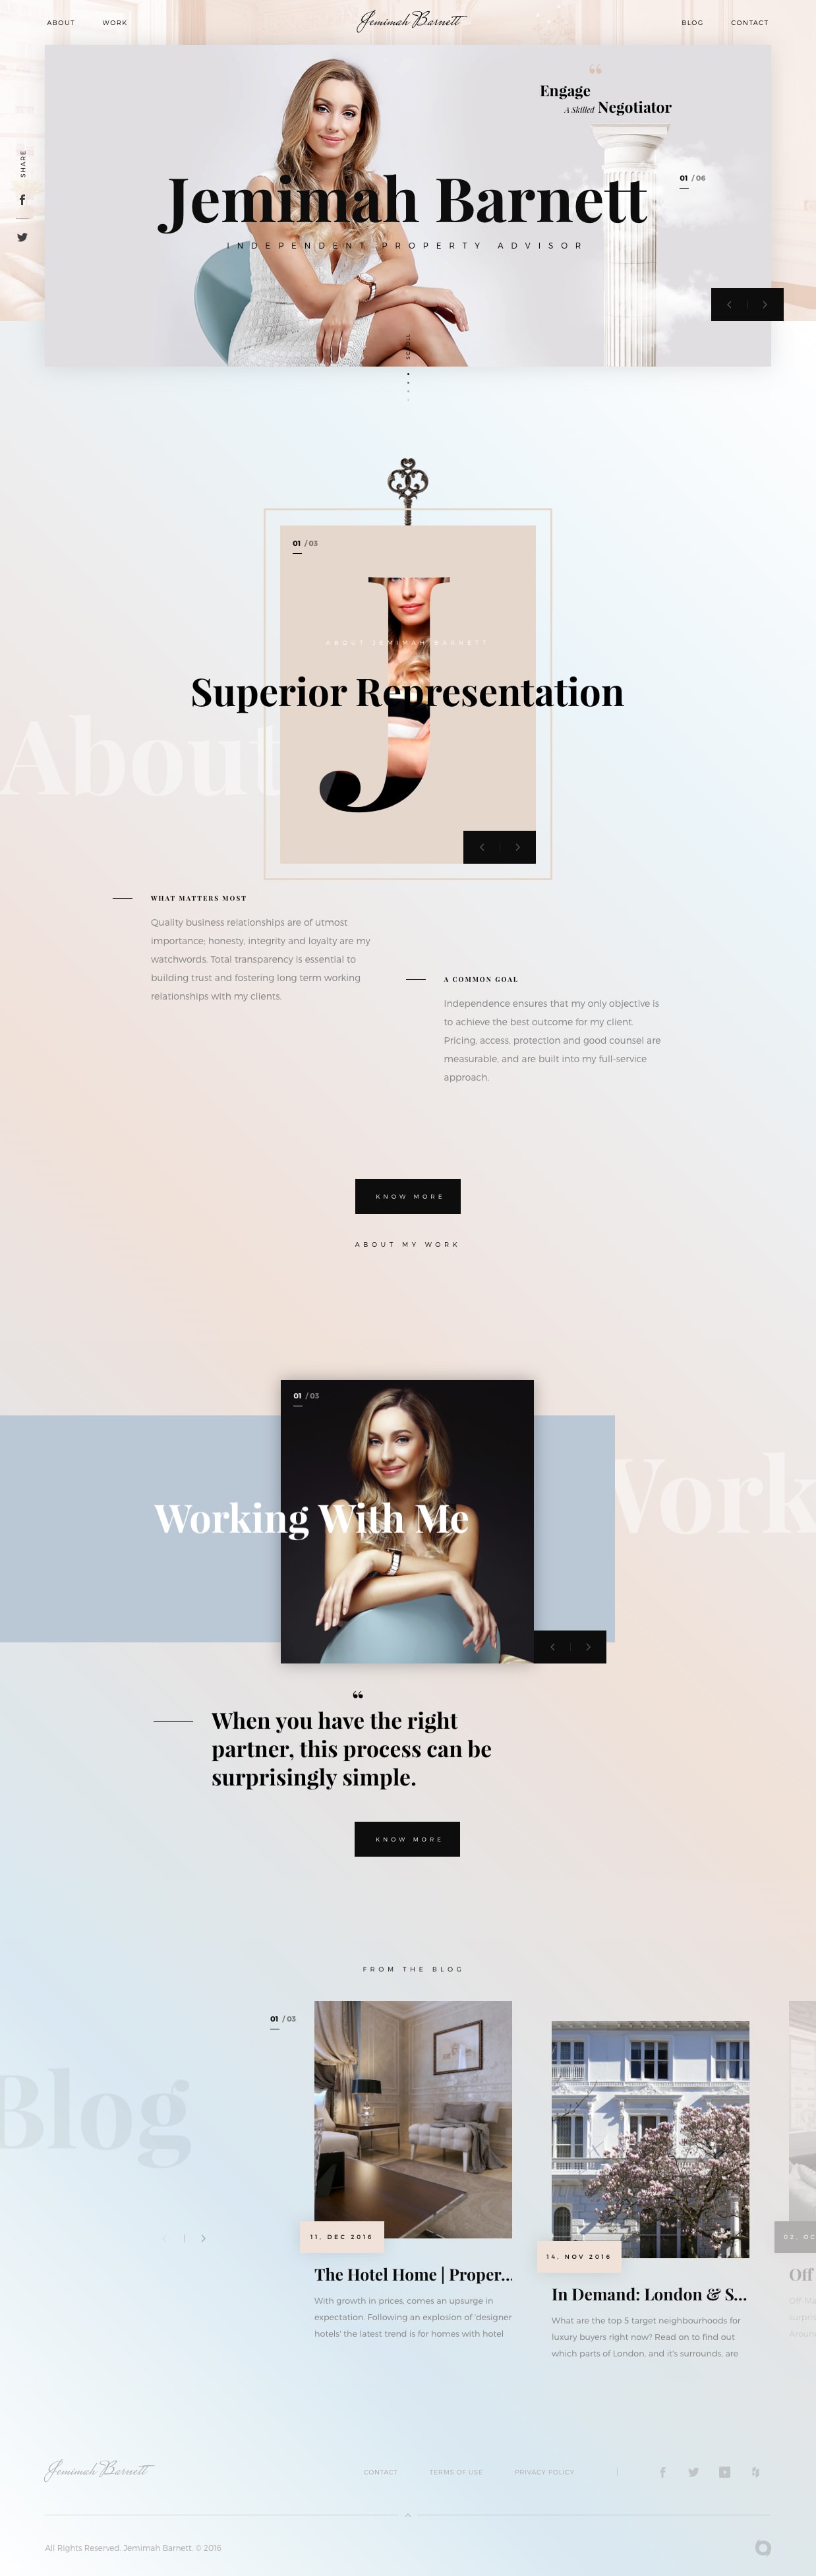 ABOUT
WORK
Jemimah Barnett
BLOG
CONTACT
SHARE
“
Engage
A Skilled Negotiator
Jemimah Barnett
INDEPENDENT PROPERTY ADVISOR
01 / 06
SCROLL
01 / 03
ABOUT JEMIMAH BARNETT
J
Superior Representation
About
WHAT MATTERS MOST
Quality business relationships are of utmost
importance; honesty, integrity and loyalty are my
watchwords. Total transparency is essential to
building trust and fostering long term working
relationships with my clients.
A COMMON GOAL
Independence ensures that my only objective is
to achieve the best outcome for my client.
Pricing, access, protection and good counsel are
measurable, and are built into my full-service
approach.
KNOW MORE
ABOUT MY WORK
01 / 03
Work
Working With Me
“
When you have the right
partner, this process can be
surprisingly simple.
KNOW MORE
FROM THE BLOG
01 / 03
Blog
11, DEC 2016
The Hotel Home | Proper...
With growth in prices, comes an upsurge in
expectation. Following an explosion of 'designer
hotels' the latest trend is for homes with hotel
14, NOV 2016
In Demand: London & S...
What are the top 5 target neighbourhoods for
luxury buyers right now? Read on to find out
which parts of London, and it's surrounds, are
02, OC
Off
Off-Ma
surpris
Around
Jemimah Barnett
CONTACT
TERMS OF USE
PRIVACY POLICY
All Rights Reserved. Jemimah Barnett, © 2016